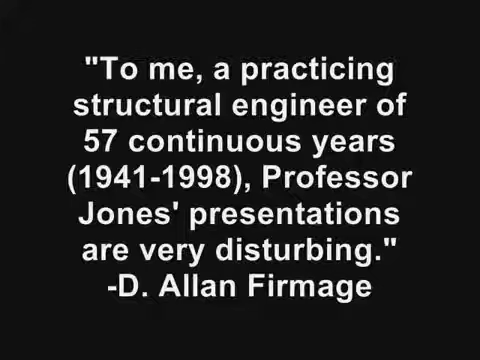 "To me, a practicing
structural engineer of
57 continuous years
(1941-1998), Professor
Jones' presentations
are very disturbing."
-D. Allan Firmage